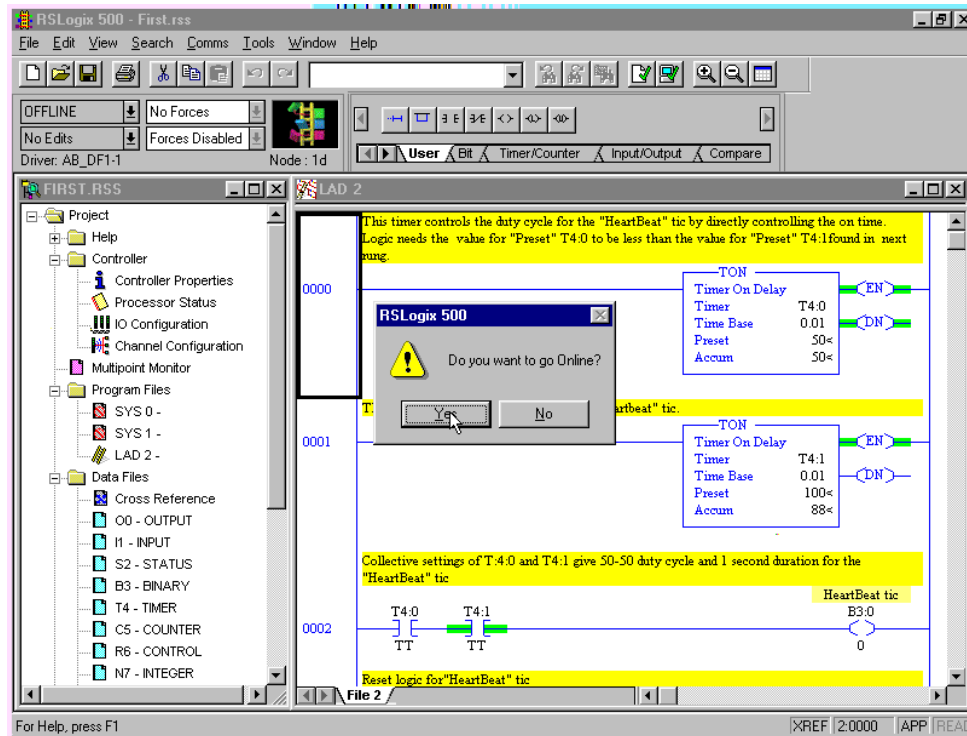 RSLogix 500 - First.rss
File Edit View Search Comms Tools Window Help
OFFLINE No Forces
No Edits Forces Disabled
Driver: AB_DF1-1 Node : 1d
User Bit Timer/Counter Input/Output Compare
FIRST.RSS
Project
Help
Controller
Controller Properties
Processor Status
IO Configuration
Channel Configuration
Multipoint Monitor
Program Files
SYS 0 -
SYS 1 -
LAD 2 -
Data Files
Cross Reference
O0 - OUTPUT
I1 - INPUT
S2 - STATUS
B3 - BINARY
T4 - TIMER
C5 - COUNTER
R6 - CONTROL
N7 - INTEGER
LAD 2
This timer controls the duty cycle for the "HeartBeat" tic by directly controlling the on time.
Logic needs the value for "Preset" T4:0 to be less than the value for "Preset" T4:1found in next
rung.
0000
TON
Timer On Delay
Timer T4:0
Time Base 0.01
Preset 50<
Accum 50<
EN
DN
RSLogix 500
Do you want to go Online?
Yes No
artbeat" tic.
0001
TON
Timer On Delay
Timer T4:1
Time Base 0.01
Preset 100<
Accum 88<
EN
DN
Collective settings of T:4:0 and T4:1 give 50-50 duty cycle and 1 second duration for the
"HeartBeat" tic
HeartBeat tic
0002
T4:0 T4:1 B3:0
TT TT 0
Reset logic for"HeartBeat" tic
File 2
For Help, press F1
XREF 2:0000 APP READ